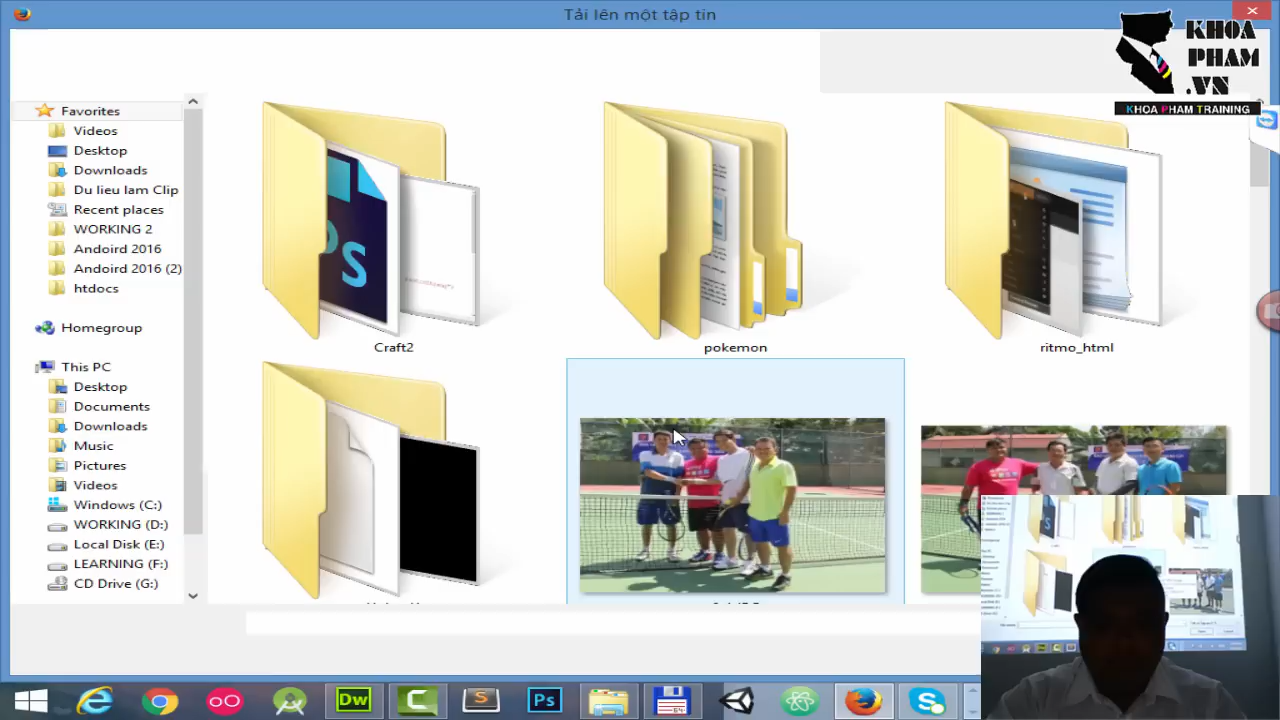 Tải lên một tập tin
KHOA
PHAM
.VN
KHOA PHAM TRAINING
Favorites
Videos
Desktop
Downloads
Du lieu lam Clip
Recent places
WORKING 2
Andoird 2016
Andoird 2016 (2)
htdocs
Homegroup
This PC
Desktop
Documents
Downloads
Music
Pictures
Videos
Windows (C:)
WORKING (D:)
Local Disk (E:)
LEARNING (F:)
CD Drive (G:)
Craft2
pokemon
ritmo_html
Dw
Ps